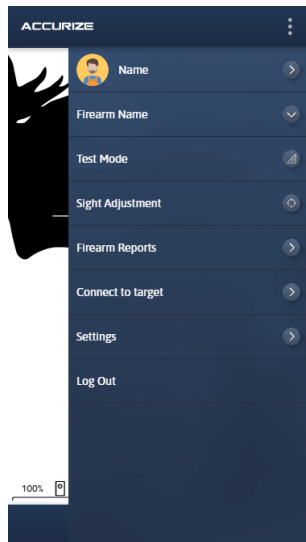 ACCURIZE
Name
Firearm Name
Test Mode
Sight Adjustment
Firearm Reports
Connect to target
Settings
Log Out
100%